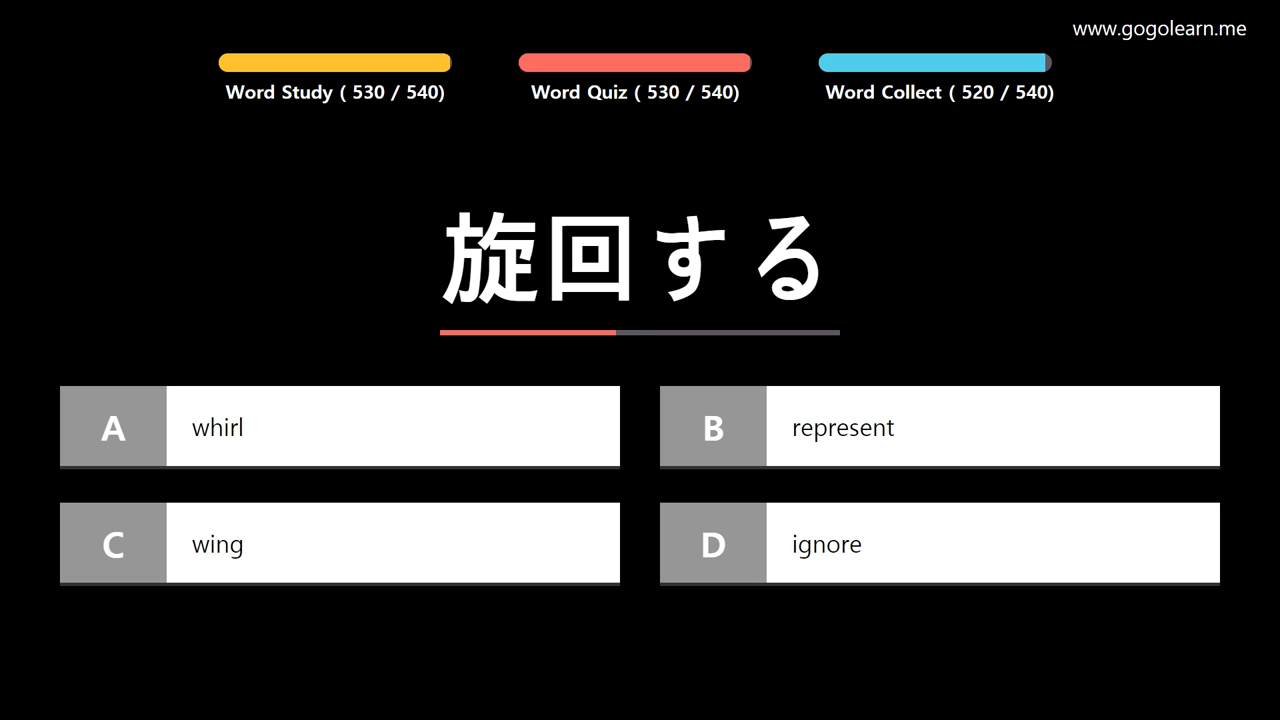 www.gogolearn.me
Word Study ( 530 / 540)
Word Quiz ( 530 / 540)
Word Collect ( 520 / 540)
旋回する
A whirl
B represent
C wing
D ignore